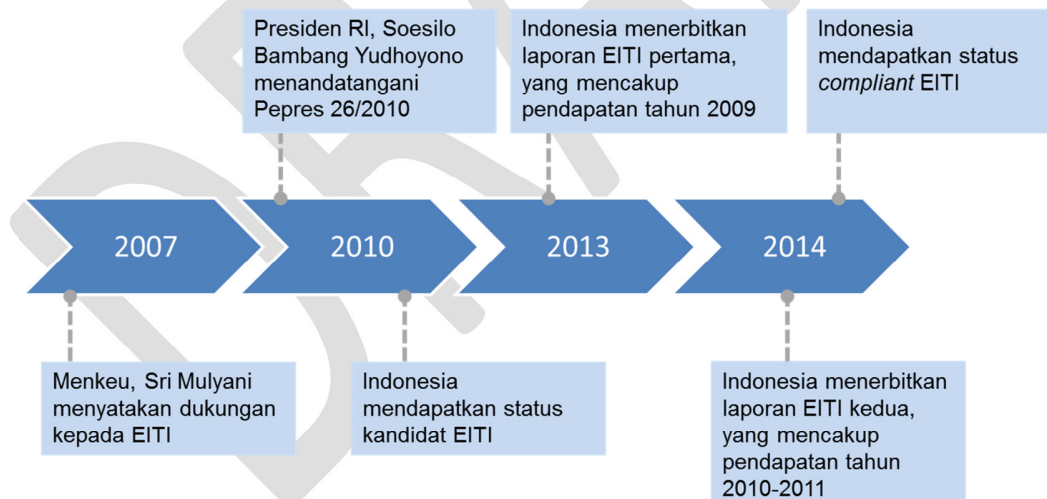 Presiden RI, Soesilo
Bambang Yudhoyono
menandatangani
Pepres 26/2010
Indonesia menerbitkan
laporan EITI pertama,
yang mencakup
pendapatan tahun 2009
Indonesia
mendapatkan status
compliant EITI
2007
2010
2013
2014
Menkeu, Sri Mulyani
menyatakan dukungan
kepada EITI
Indonesia
mendapatkan status
kandidat EITI
Indonesia menerbitkan
laporan EITI kedua,
yang mencakup
pendapatan tahun
2010-2011